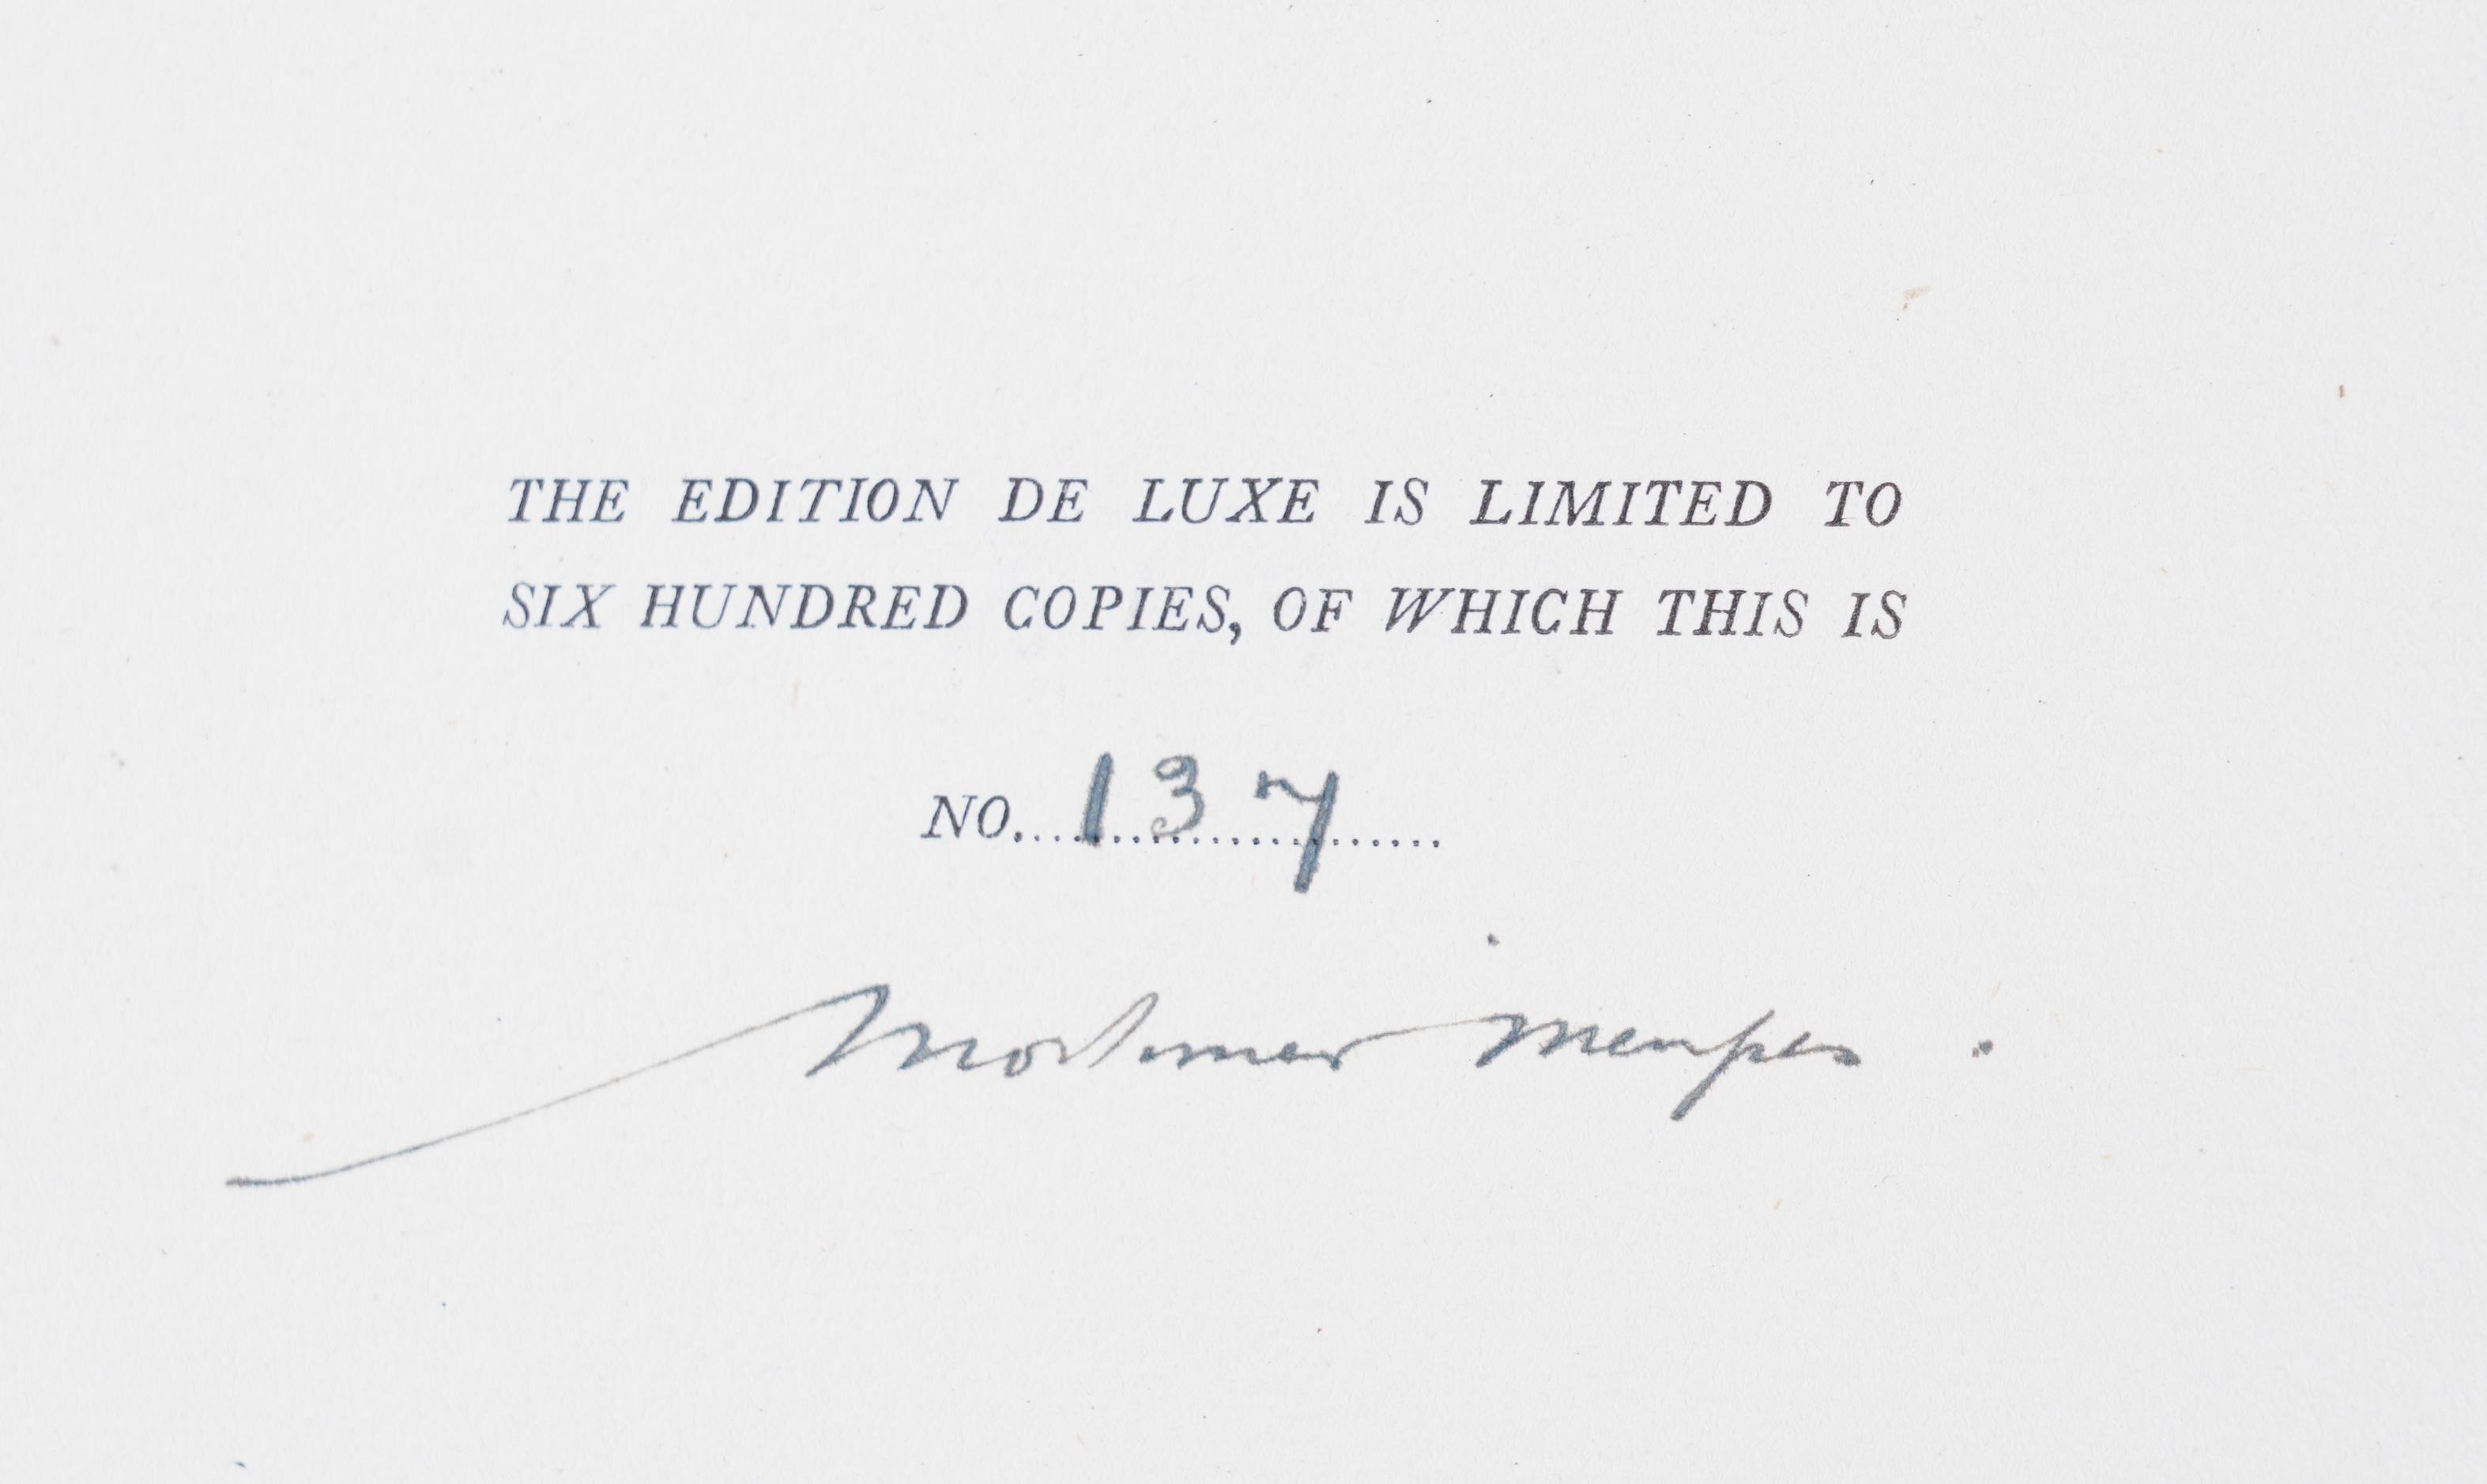 THE EDITION DE LUXE IS LIMITED TO
SIX HUNDRED COPIES, OF WHICH THIS IS
NO. 137
Mortimer Menpes.